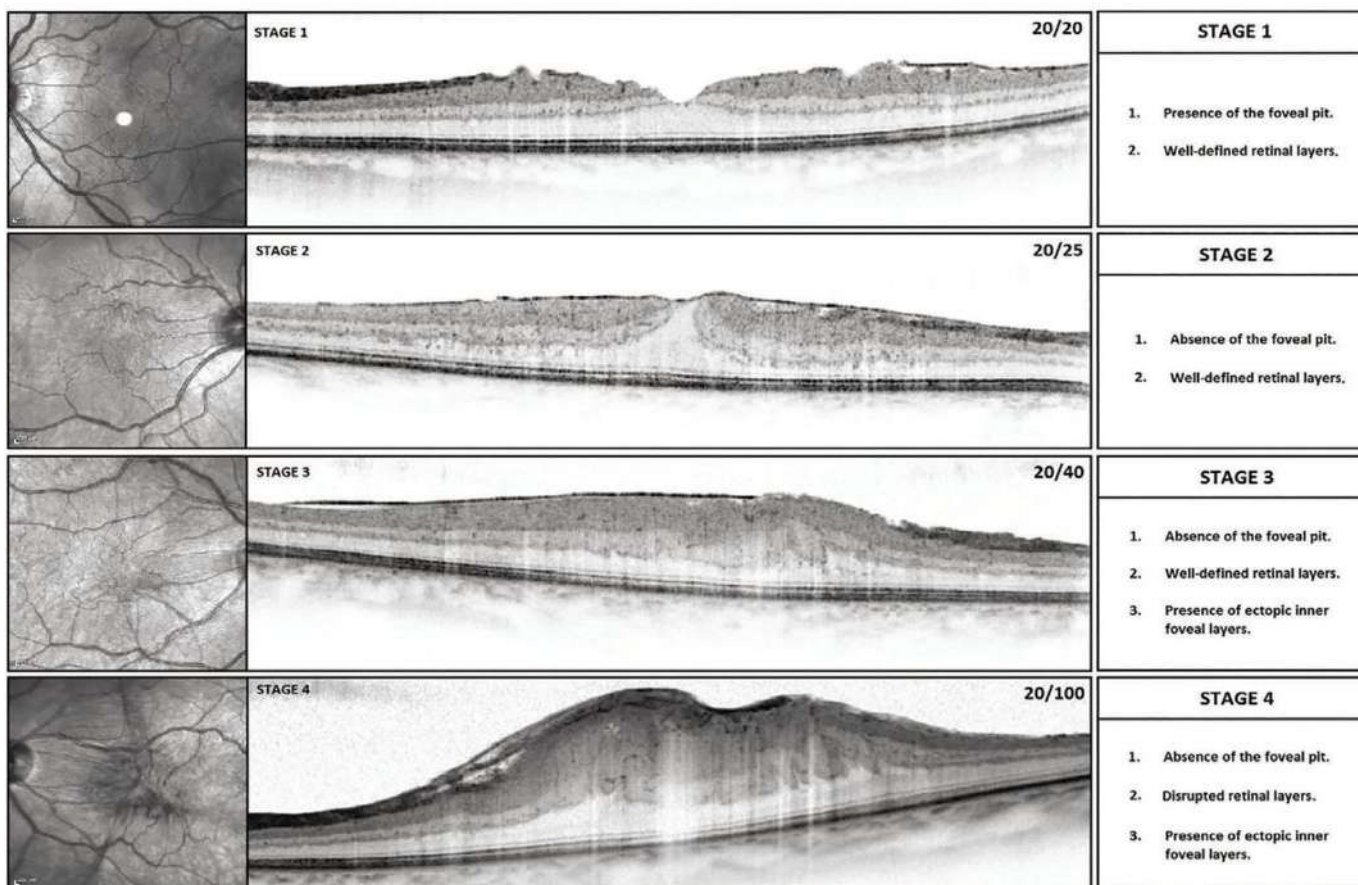 STAGE 1
20/20
STAGE 1
1. Presence of the foveal pit.
2. Well-defined retinal layers.
STAGE 2
20/25
STAGE 2
1. Absence of the foveal pit.
2. Well-defined retinal layers.
STAGE 3
20/40
STAGE 3
1. Absence of the foveal pit.
2. Well-defined retinal layers.
3. Presence of ectopic inner
foveal layers.
STAGE 4
20/100
STAGE 4
1. Absence of the foveal pit.
2. Disrupted retinal layers.
3. Presence of ectopic inner
foveal layers.